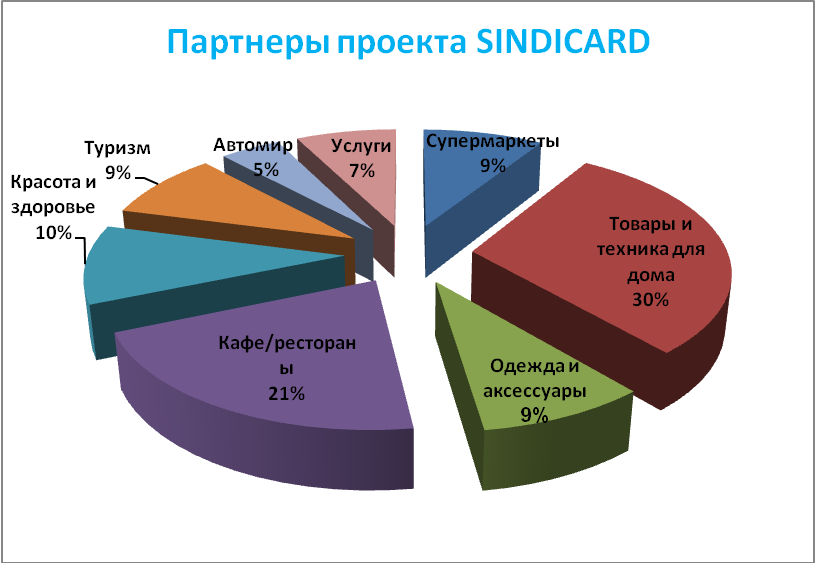 Партнеры проекта SINDICARD
Супермаркеты
9%
Товары и
техника для
дома
30%
Одежда и
аксессуары
9%
Кафе/ресторан
ы
21%
Красота и
здоровье
10%
Туризм
9%
Автомир
5%
Услуги
7%